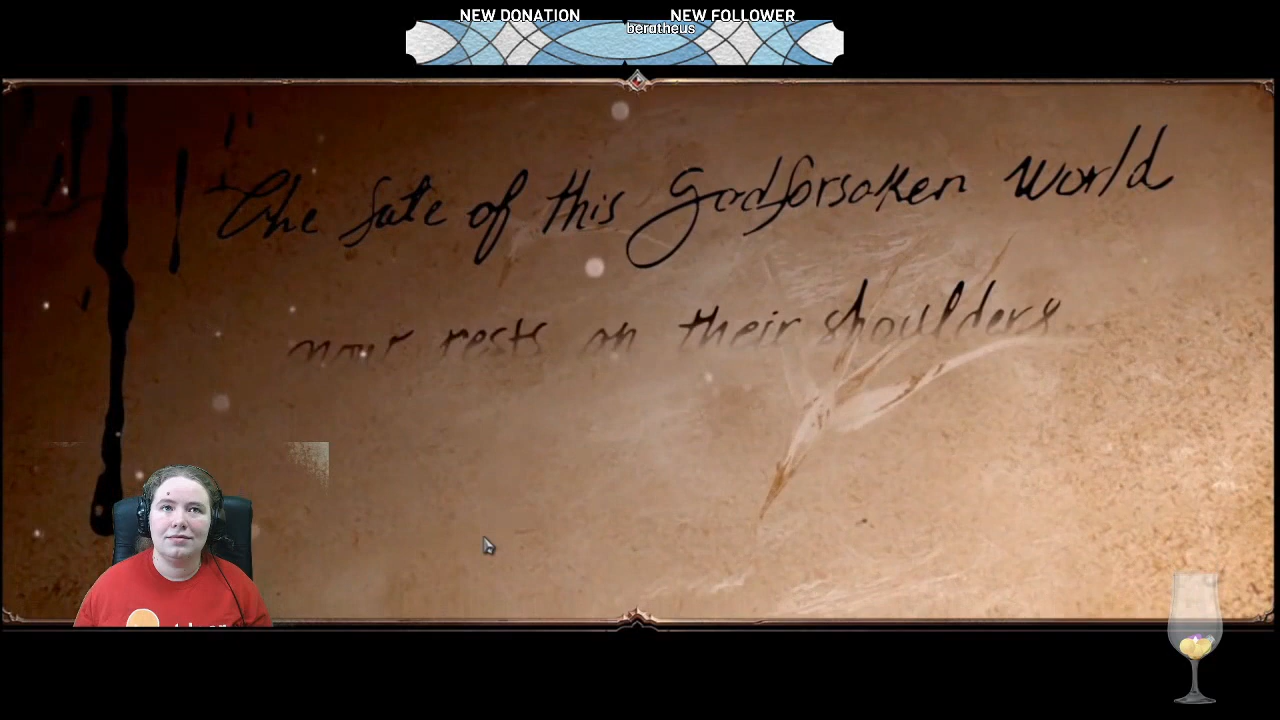 NEW DONATION NEW FOLLOWER
beratheus
The fate of this Godforsaken World
now rests on their shoulders